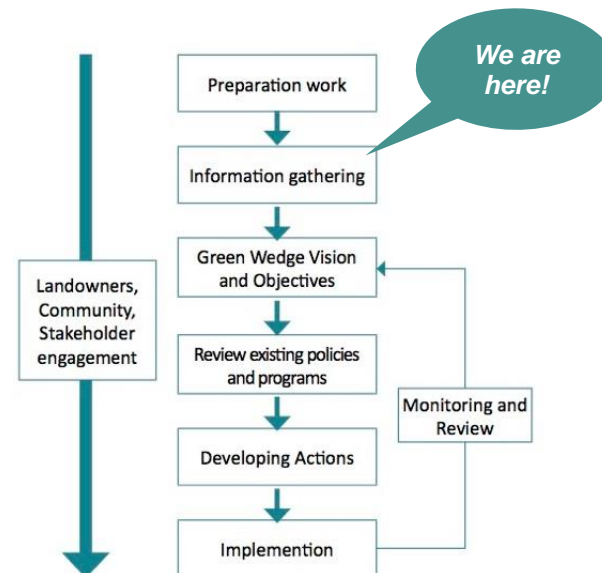 We are
here!
Preparation work
Information gathering
Green Wedge Vision
and Objectives
Landowners,
Community,
Stakeholder
engagement
Review existing policies
and programs
Monitoring and
Review
Developing Actions
Implemention